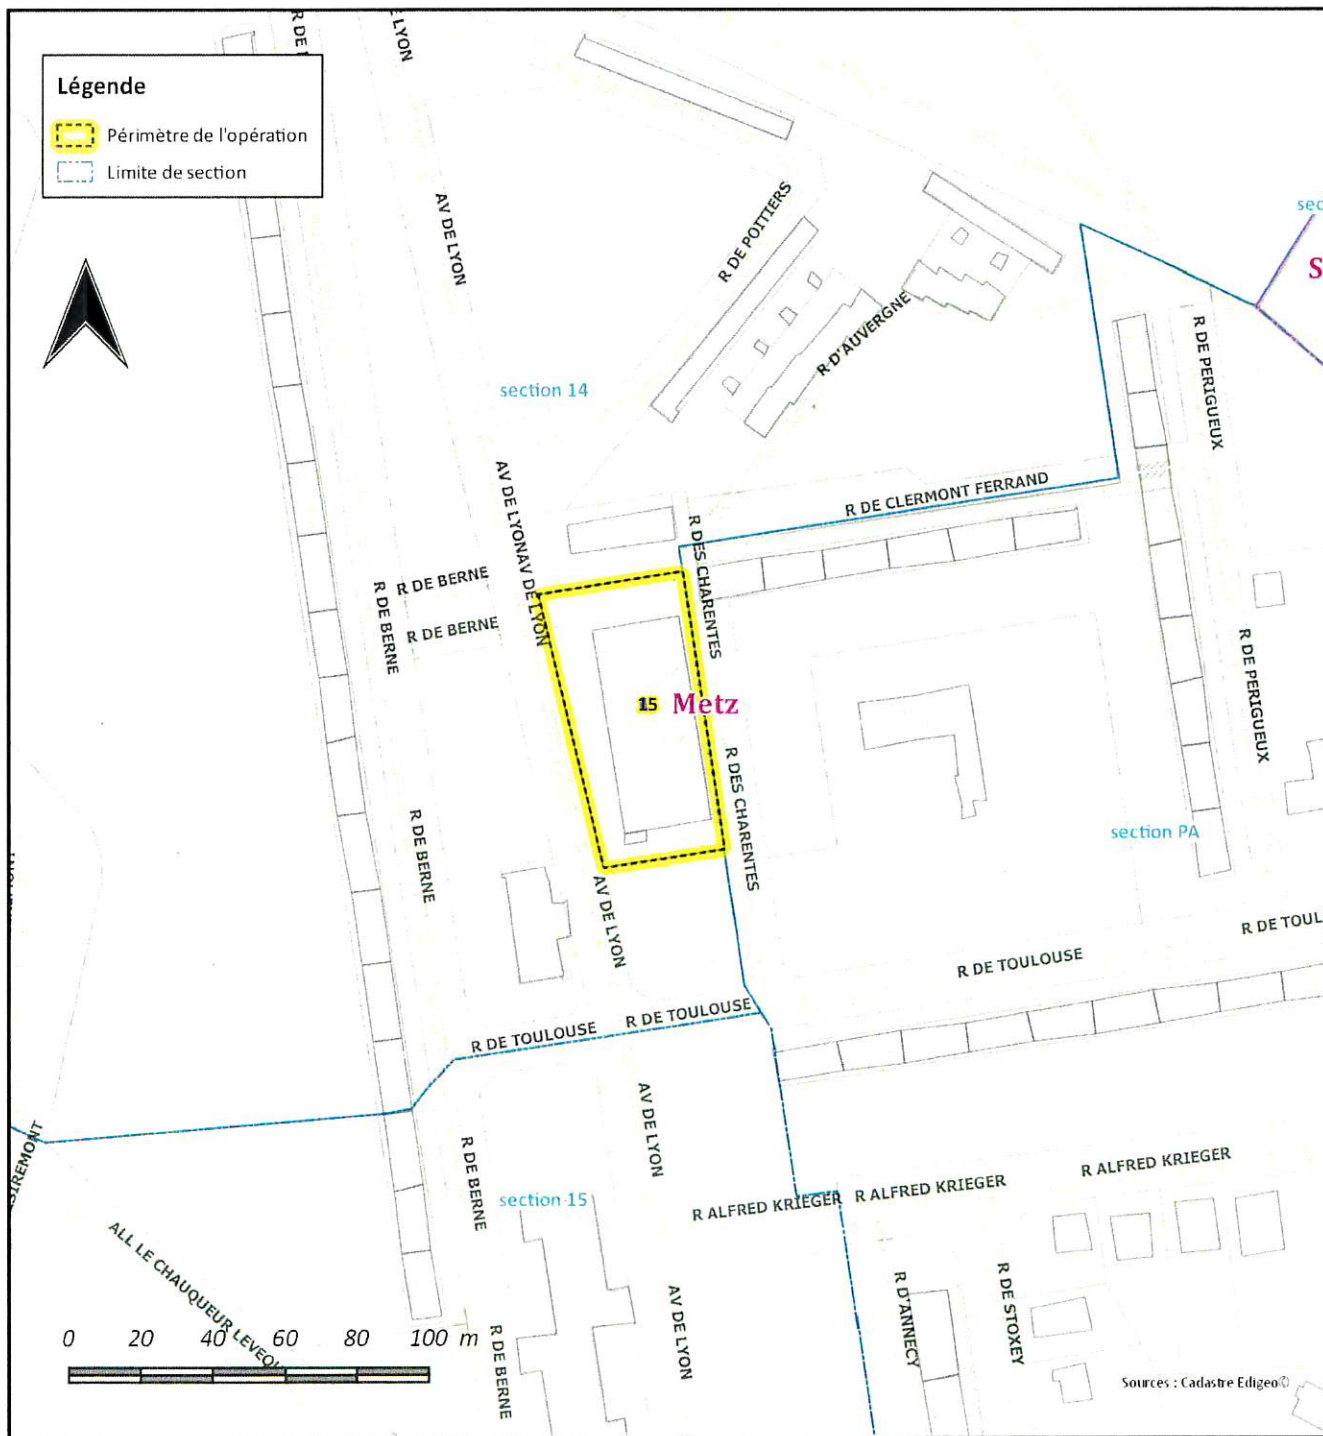 Légende
Périmètre de l'opération
Limite de section
E LYON
AV DE LYON
R DE POITIERS
R D'AUVERGNE
R DE PERIGUEUX
section 14
AV DE LYON
AV DE LYON
R DE CLERMONT FERRAND
R DES CHARENTES
R DE BERNE
R DE BERNE
R DE BERNE
15 Metz
R DE PERIGUEUX
R DES CHARENTES
R DE BERNE
section PA
AV DE LYON
R DE TOUL
R DE TOULOUSE
R DE TOULOUSE
R DE TOULOUSE
AV DE LYON
R DE BERNE
section 15
R ALFRED KRIEGER
R ALFRED KRIEGER
R ALFRED KRIEGER
ALL LE CHAUQUEUR LEVEQU
R DE BERNE
AV DE LYON
R D'ANNECY
R DE STOXEY
0 20 40 60 80 100 m
Sources : Cadastre Edigeo©